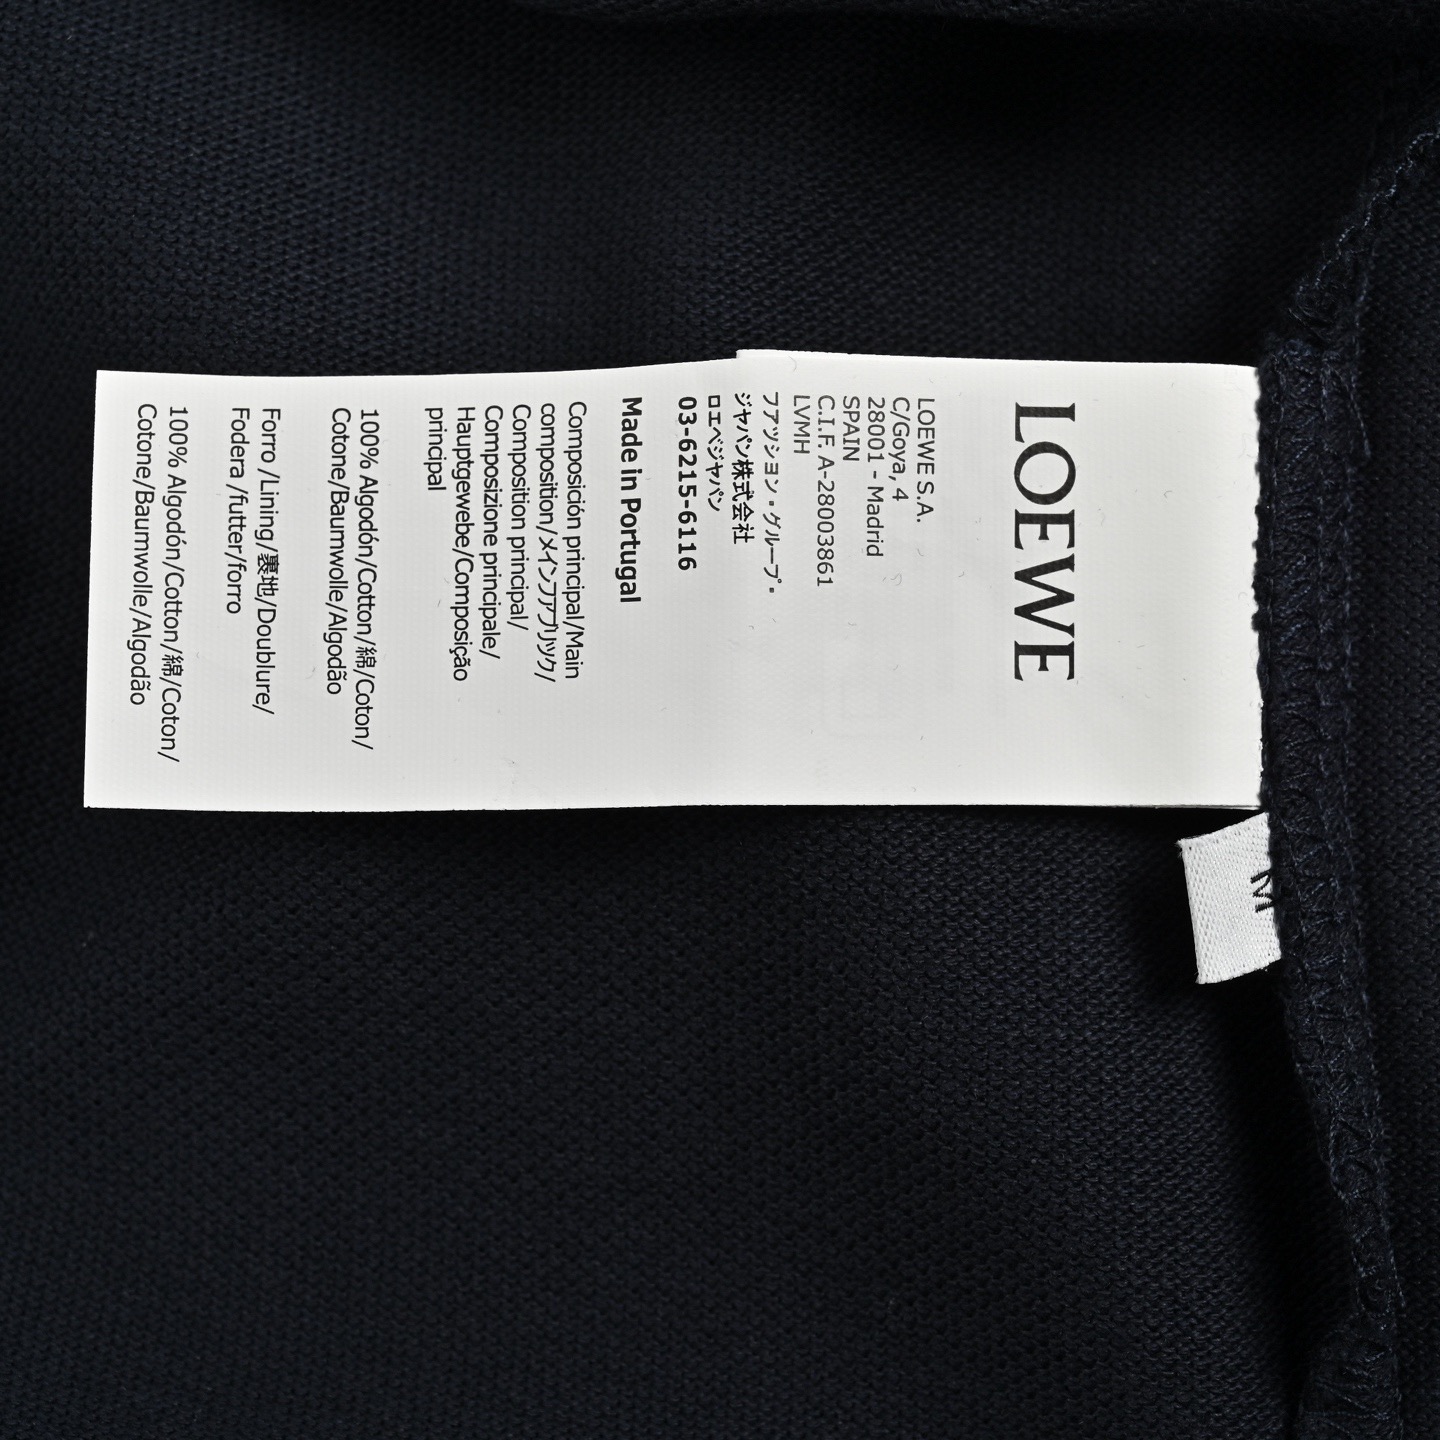 LOEWE
LOEWE S.A.
C/Goya, 4
28001 - Madrid
SPAIN
C.I.F. A-28003861
LVMH
ファッション・グループ・
ジャパン株式会社
ロエベジャパン
03-6215-6116
Made in Portugal
Composición principal/Main
composition/メインファブリック/
Composition principal/
Composizione principale/
Hauptgewebe/Composição
principal
100% Algodón/Cotton/綿/Coton/
Cotone/Baumwolle/Algodão
Forro /Lining/裏地/Doublure/
Fodera /futter/forro
100% Algodón/Cotton/綿/Coton/
Cotone/Baumwolle/Algodão
M